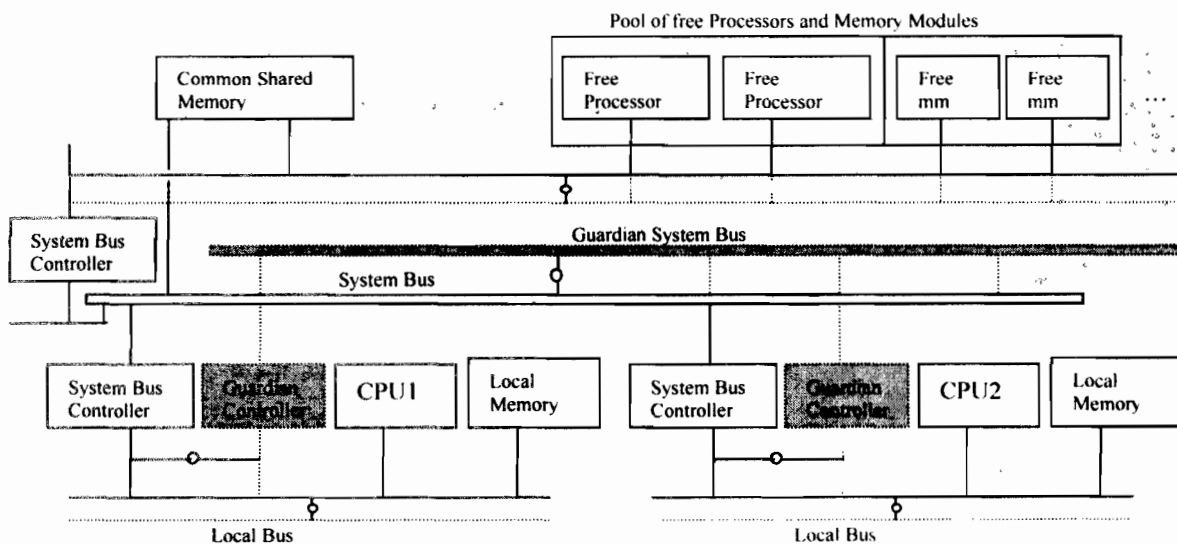 Pool of free Processors and Memory Modules
Common Shared
Memory
Free
Processor
Free
Processor
Free
mm
Free
mm
...
System Bus
Controller
Guardian System Bus
System Bus
System Bus
Controller
Guardian
Controller
CPU1
Local
Memory
System Bus
Controller
Guardian
Controller
CPU2
Local
Memory
Local Bus
Local Bus